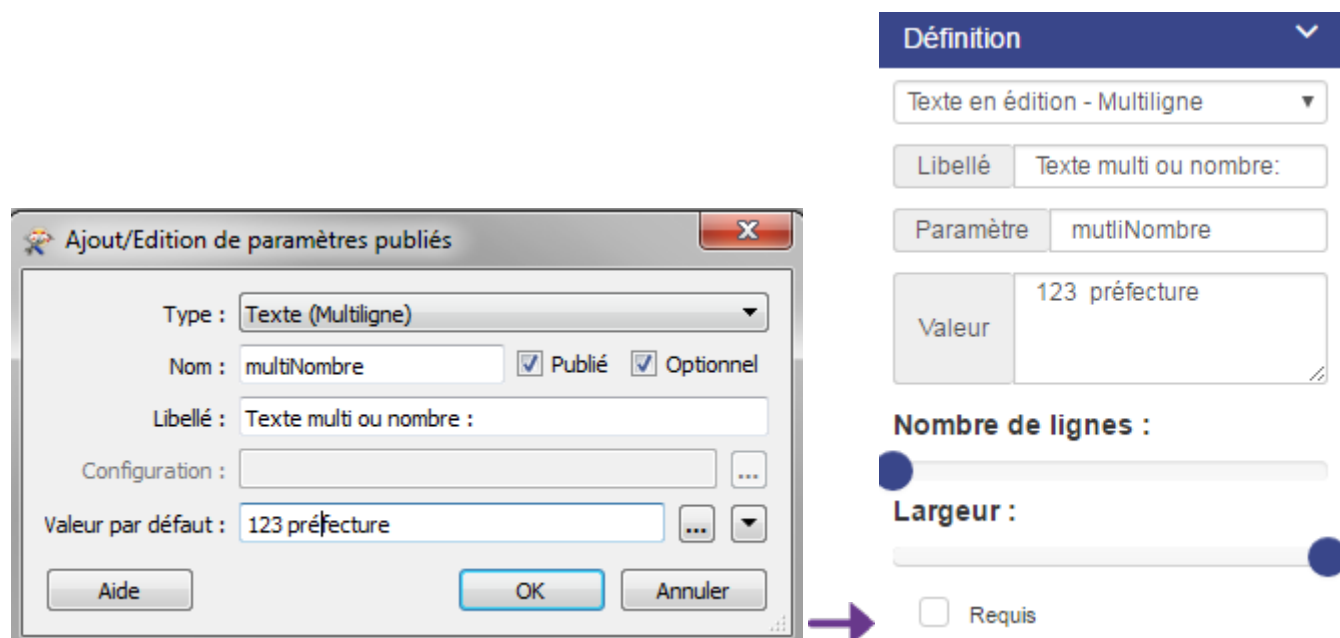 Ajout/Edition de paramètres publiés
Type : Texte (Multiligne)
Nom : multiNombre Publié Optionnel
Libellé : Texte multi ou nombre :
Configuration : ...
Valeur par défaut : 123 préfecture ...
Aide OK Annuler
Définition
Texte en édition - Multiligne
Libellé Texte multi ou nombre:
Paramètre mutliNombre
Valeur 123 préfecture
Nombre de lignes :
Largeur :
Requis